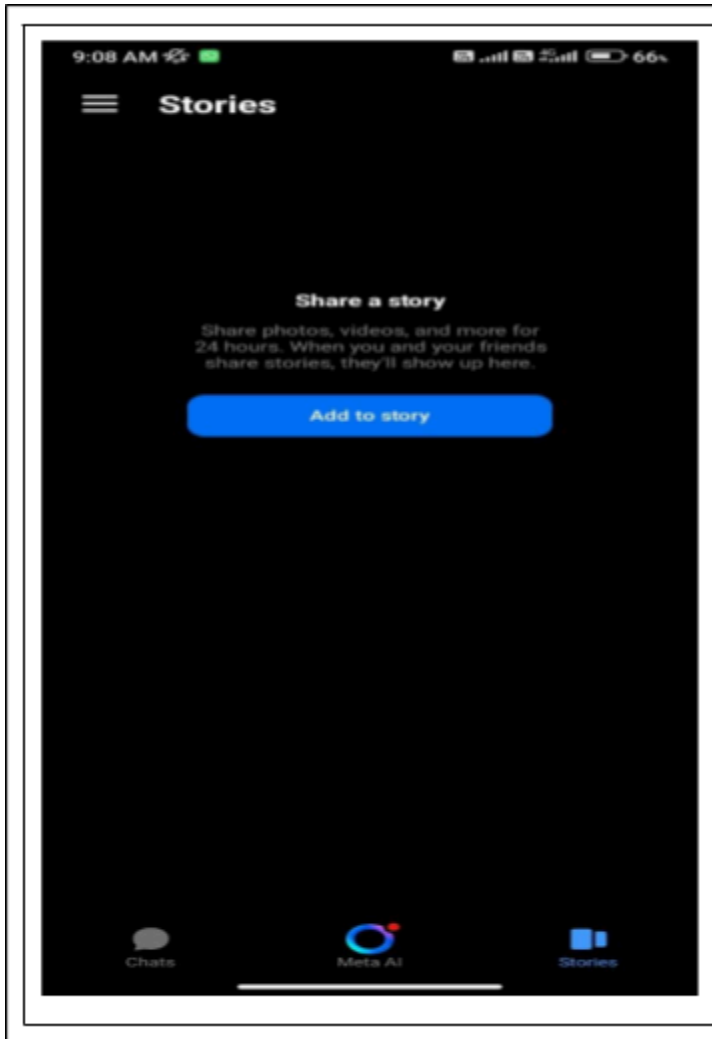 9:08 AM 66%
Stories
Share a story
Share photos, videos, and more for
24 hours. When you and your friends
share stories, they'll show up here.
Add to story
Chats Meta AI Stories